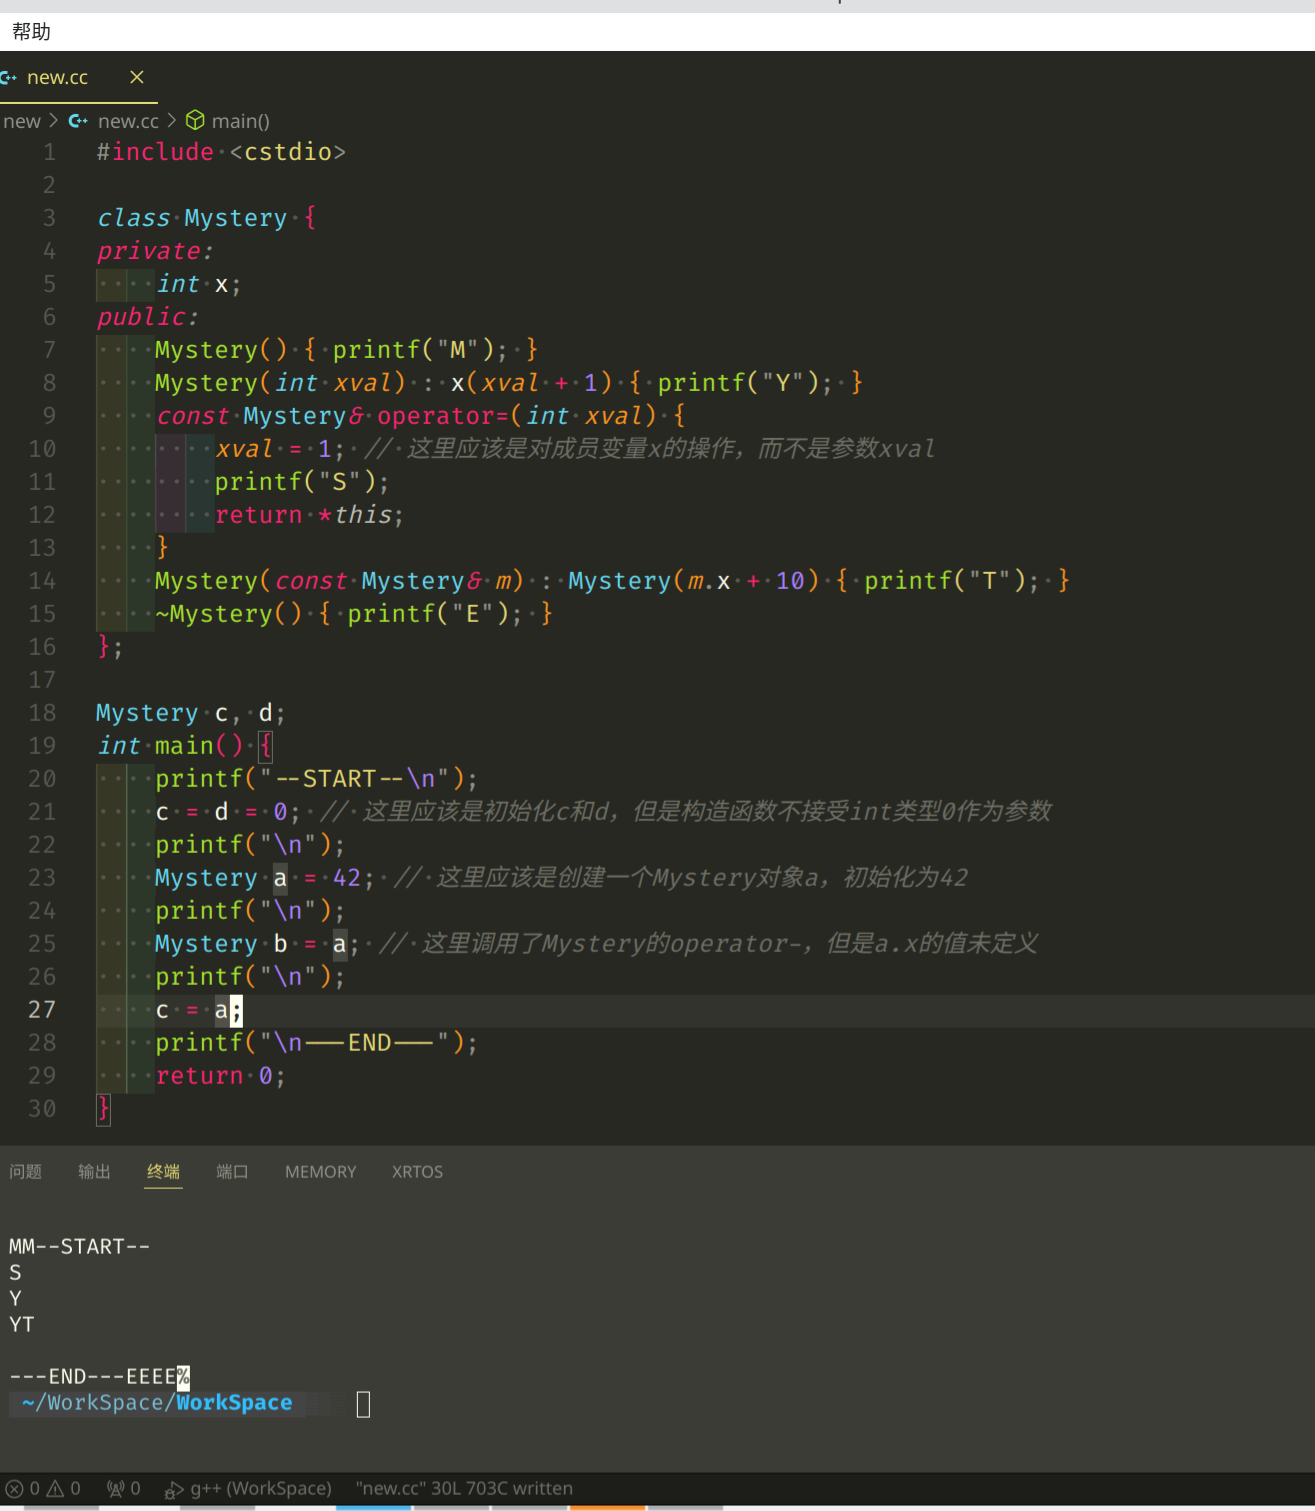 帮助
new.cc
new > new.cc > main()
1 #include <cstdio>
2
3 class Mystery {
4 private:
5     int x;
6 public:
7     Mystery() { printf("M"); }
8     Mystery(int xval) : x(xval + 1) { printf("Y"); }
9     const Mystery& operator=(int xval) {
10         xval = 1; // 这里应该是对成员变量x的操作，而不是参数xval
11         printf("S");
12         return *this;
13     }
14     Mystery(const Mystery& m) : Mystery(m.x + 10) { printf("T"); }
15     ~Mystery() { printf("E"); }
16 };
17
18 Mystery c, d;
19 int main() {
20     printf("--START--\n");
21     c = d = 0; // 这里应该是初始化c和d，但是构造函数不接受int类型0作为参数
22     printf("\n");
23     Mystery a = 42; // 这里应该是创建一个Mystery对象a，初始化为42
24     printf("\n");
25     Mystery b = a; // 这里调用了Mystery的operator-，但是a.x的值未定义
26     printf("\n");
27     c = a;
28     printf("\n---END---");
29     return 0;
30 }
问题 输出 终端 端口 MEMORY XRTOS
MM--START--
S
Y
YT
---END---EEEE%
~/WorkSpace/WorkSpace
0 0 0 g++ (WorkSpace) "new.cc" 30L 703C written